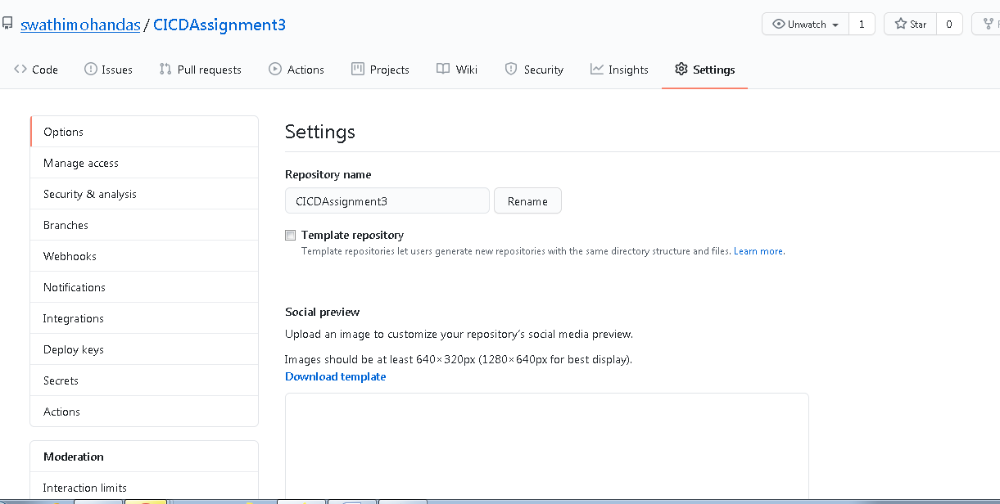 swathimohandas / CICDAssignment3
Unwatch 1 Star 0
Code Issues Pull requests Actions Projects Wiki Security Insights Settings
Options
Manage access
Security & analysis
Branches
Webhooks
Notifications
Integrations
Deploy keys
Secrets
Actions
Moderation
Interaction limits
Settings
Repository name
CICDAssignment3 Rename
Template repository
Template repositories let users generate new repositories with the same directory structure and files. Learn more.
Social preview
Upload an image to customize your repository's social media preview.
Images should be at least 640×320px (1280×640px for best display).
Download template